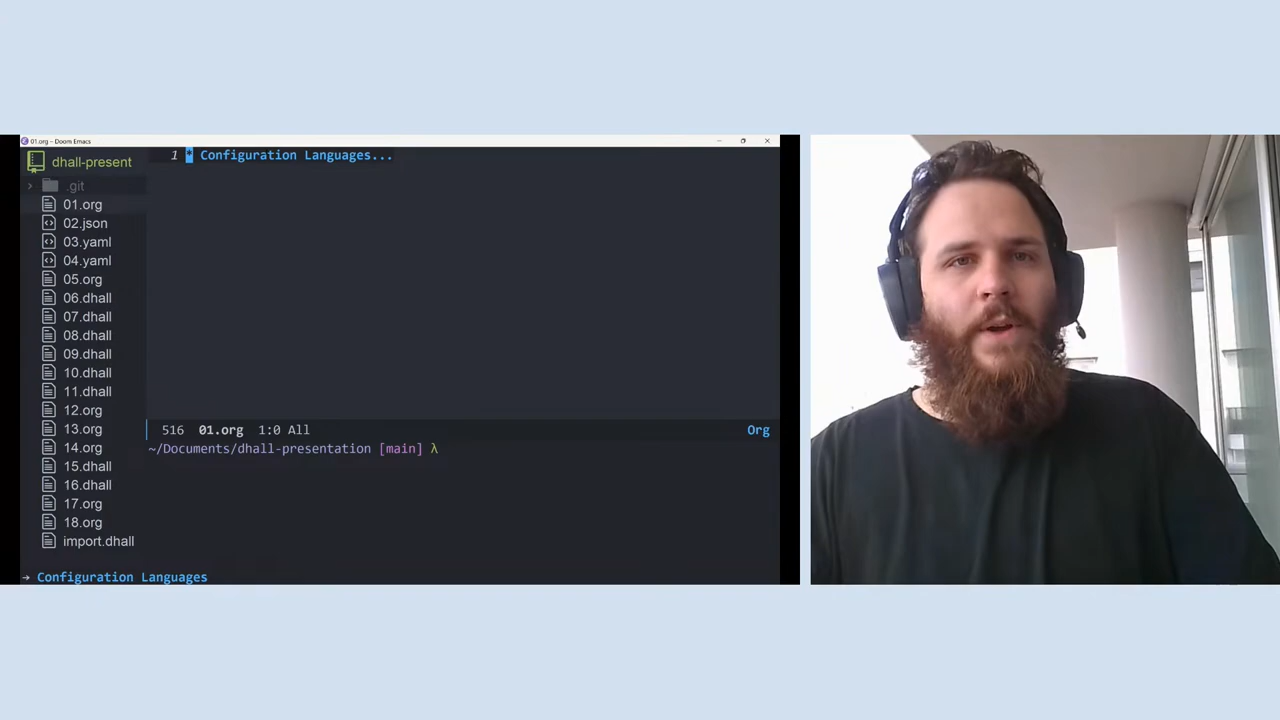 01.org – Doom Emacs
dhall-present
.git
01.org
02.json
03.yaml
04.yaml
05.org
06.dhall
07.dhall
08.dhall
09.dhall
10.dhall
11.dhall
12.org
13.org
14.org
15.dhall
16.dhall
17.org
18.org
import.dhall
1 * Configuration Languages...
516 01.org 1:0 All Org
~/Documents/dhall-presentation [main] λ
→ Configuration Languages